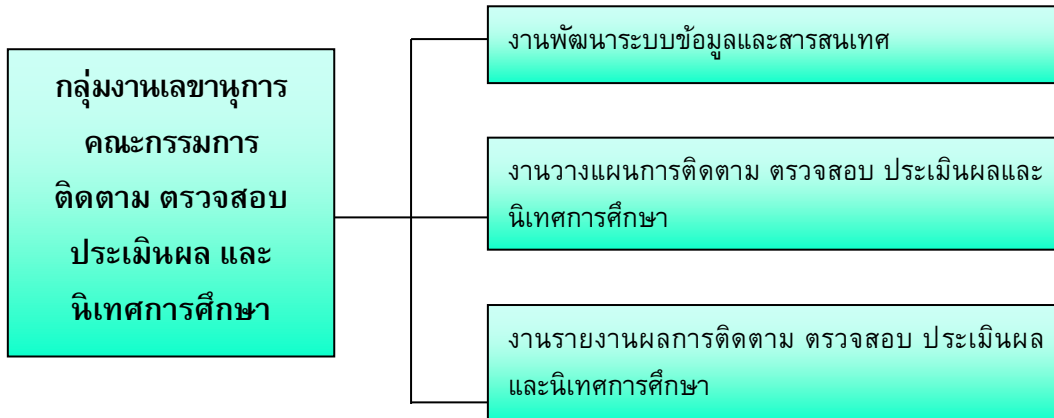 กลุ่มงานเลขานุการ
คณะกรรมการ
ติดตาม ตรวจสอบ
ประเมินผล และ
นิเทศการศึกษา
งานพัฒนาระบบข้อมูลและสารสนเทศ
งานวางแผนการติดตาม ตรวจสอบ ประเมินผลและ
นิเทศการศึกษา
งานรายงานผลการติดตาม ตรวจสอบ ประเมินผล
และนิเทศการศึกษา